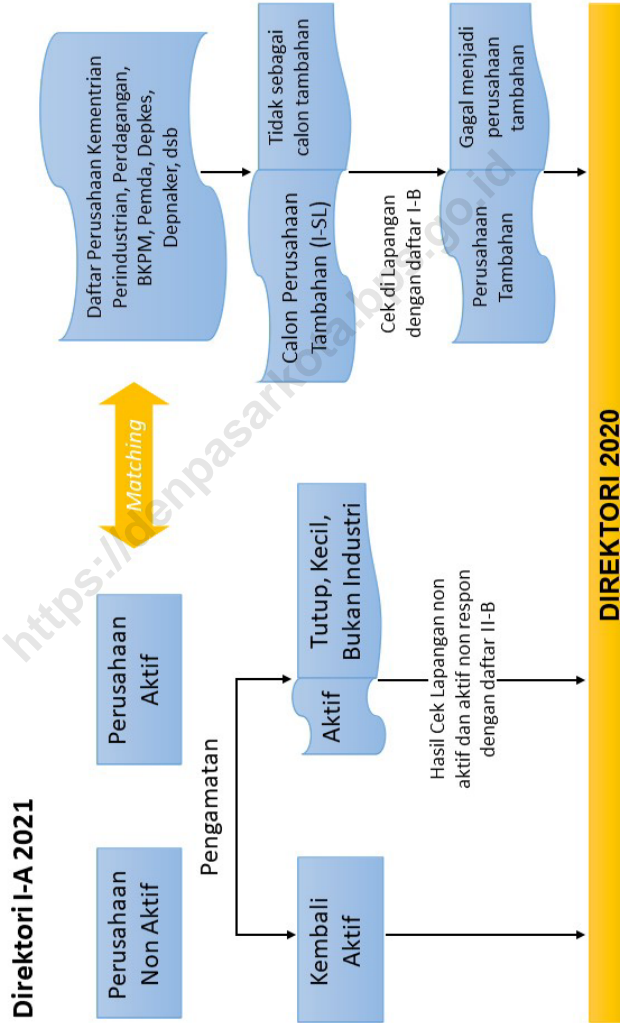 Direktori I-A 2021
Perusahaan
Non Aktif
Perusahaan
Aktif
Matching
Daftar Perusahaan Kementrian
Perindustrian, Perdagangan,
BKPM, Pemda, Depkes,
Depnaker, dsb
Pengamatan
Kembali
Aktif
Aktif
Tutup, Kecil,
Bukan Industri
Calon Perusahaan
Tambahan (I-SL)
Tidak sebagai
calon tambahan
Hasil Cek Lapangan non
aktif dan aktif non respon
dengan daftar II-B
Cek di Lapangan
dengan daftar I-B
Perusahaan
Tambahan
Gagal menjadi
perusahaan
tambahan
DIREKTORI 2020
https://denpasarkota.bps.go.id